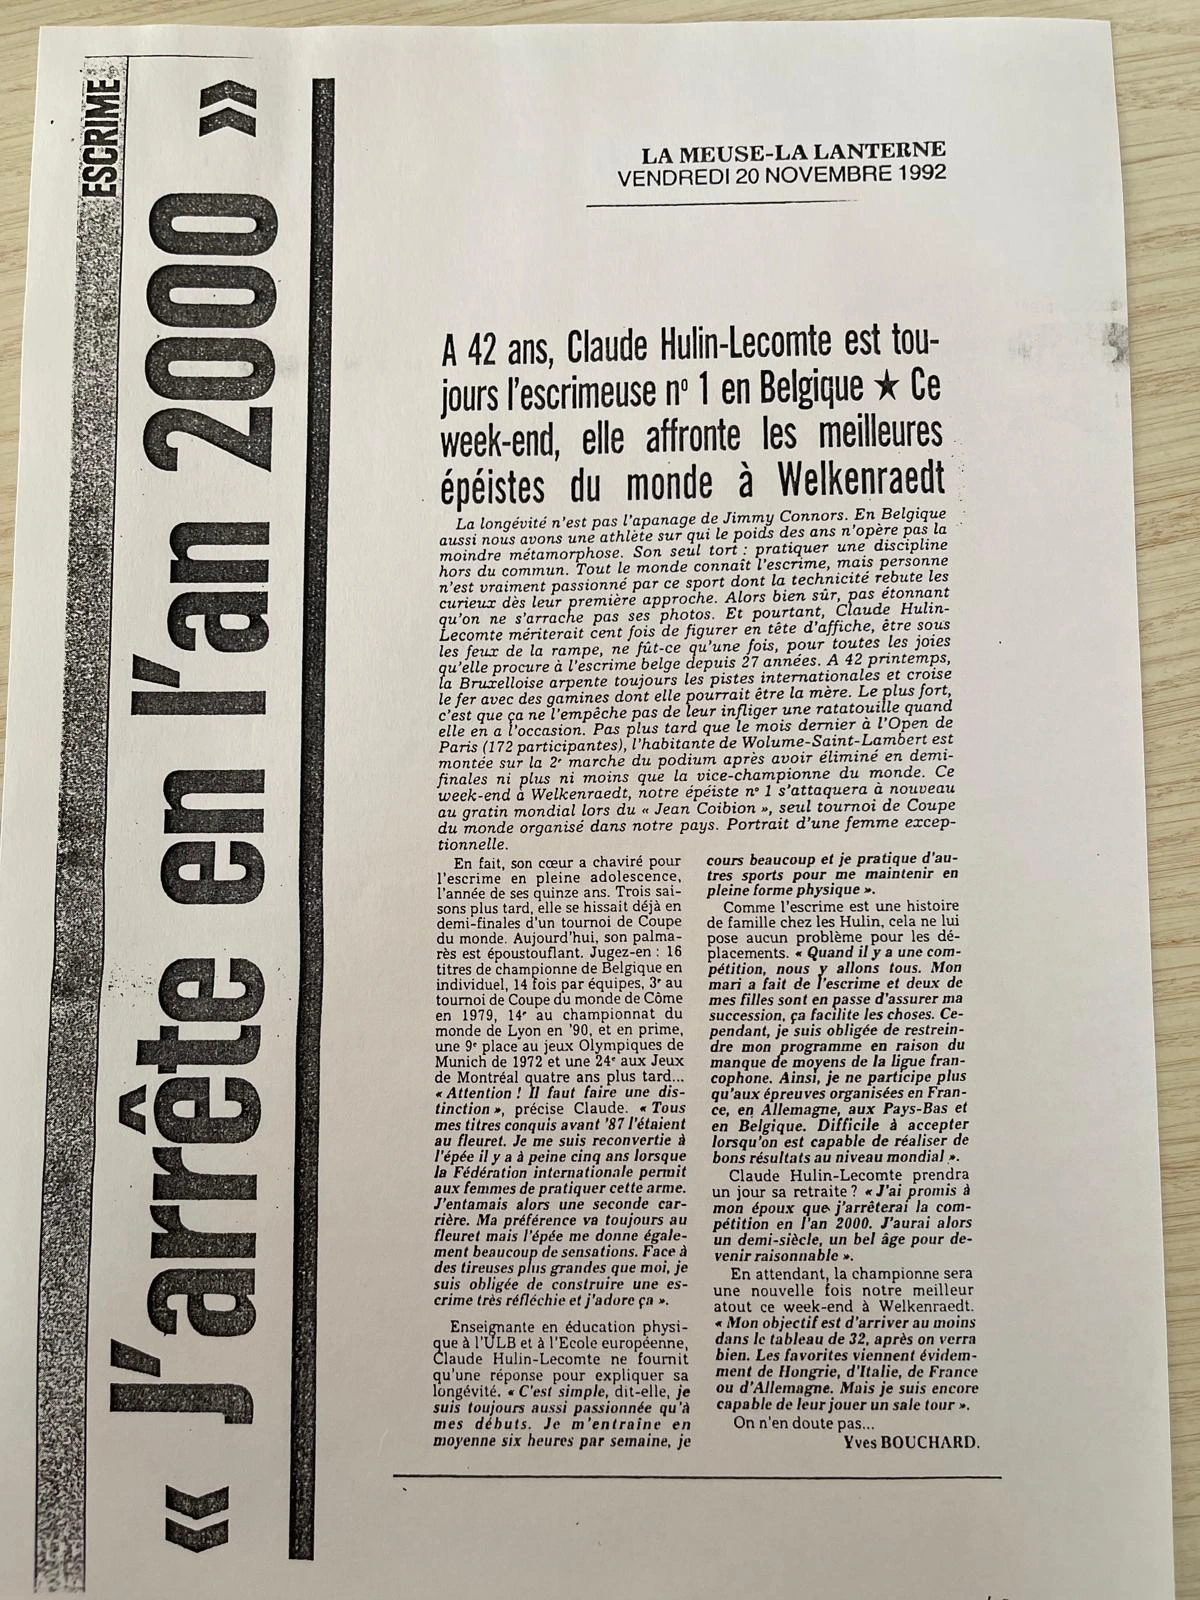 ESCRIME
« J'arrête en l'an 2000 »
LA MEUSE-LA LANTERNE
VENDREDI 20 NOVEMBRE 1992
A 42 ans, Claude Hulin-Lecomte est tou-
jours l'escrimeuse nº 1 en Belgique ★ Ce
week-end, elle affronte les meilleures
épéistes du monde à Welkenraedt
La longévité n'est pas l'apanage de Jimmy Connors. En Belgique
aussi nous avons une athlète sur qui le poids des ans n'opère pas la
moindre métamorphose. Son seul tort : pratiquer une discipline
hors du commun. Tout le monde connaît l'escrime, mais personne
n'est vraiment passionné par ce sport dont la technicité rebute les
curieux dès leur première approche. Alors bien sûr, pas étonnant
qu'on ne s'arrache pas ses photos. Et pourtant, Claude Hulin-
Lecomte mériterait cent fois de figurer en tête d'affiche, être sous
les feux de la rampe, ne fût-ce qu'une fois, pour toutes les joies
qu'elle procure à l'escrime belge depuis 27 années. A 42 printemps,
la Bruxelloise arpente toujours les pistes internationales et croise
le fer avec des gamines dont elle pourrait être la mère. Le plus fort,
c'est que ça ne l'empêche pas de leur infliger une ratatouille quand
elle en a l'occasion. Pas plus tard que le mois dernier à l'Open de
Paris (172 participantes), l'habitante de Wolume-Saint-Lambert est
montée sur la 2e marche du podium après avoir éliminé en demi-
finales ni plus ni moins que la vice-championne du monde. Ce
week-end à Welkenraedt, notre épéiste nº 1 s'attaquera à nouveau
au gratin mondial lors du « Jean Coibion », seul tournoi de Coupe
du monde organisé dans notre pays. Portrait d'une femme excep-
tionnelle.
En fait, son cœur a chaviré pour
l'escrime en pleine adolescence,
l'année de ses quinze ans. Trois sai-
sons plus tard, elle se hissait déjà en
demi-finales d'un tournoi de Coupe
du monde. Aujourd'hui, son palma-
rès est époustouflant. Jugez-en : 16
titres de championne de Belgique en
individuel, 14 fois par équipes, 3e au
tournoi de Coupe du monde de Côme
en 1979, 14e au championnat du
monde de Lyon en '90, et en prime,
une 9e place au jeux Olympiques de
Munich de 1972 et une 24e aux Jeux
de Montréal quatre ans plus tard...
« Attention ! Il faut faire une dis-
tinction », précise Claude. « Tous
mes titres conquis avant '87 l'étaient
au fleuret. Je me suis reconvertie à
l'épée il y a à peine cinq ans lorsque
la Fédération internationale permit
aux femmes de pratiquer cette arme.
J'entamais alors une seconde car-
rière. Ma préférence va toujours au
fleuret mais l'épée me donne égale-
ment beaucoup de sensations. Face à
des tireuses plus grandes que moi, je
suis obligée de construire une es-
crime très réfléchie et j'adore ça ».
Enseignante en éducation physi-
que à l'ULB et à l'Ecole européenne,
Claude Hulin-Lecomte ne fournit
qu'une réponse pour expliquer sa
longévité. « C'est simple, dit-elle, je
suis toujours aussi passionnée qu'à
mes débuts. Je m'entraine en
moyenne six heures par semaine, je
cours beaucoup et je pratique d'au-
tres sports pour me maintenir en
pleine forme physique ».
Comme l'escrime est une histoire
de famille chez les Hulin, cela ne lui
pose aucun problème pour les dé-
placements. « Quand il y a une com-
pétition, nous y allons tous. Mon
mari a fait de l'escrime et deux de
mes filles sont en passe d'assurer ma
succession, ça facilite les choses. Ce-
pendant, je suis obligée de restrein-
dre mon programme en raison du
manque de moyens de la ligue fran-
cophone. Ainsi, je ne participe plus
qu'aux épreuves organisées en Fran-
ce, en Allemagne, aux Pays-Bas et
en Belgique. Difficile à accepter
lorsqu'on est capable de réaliser de
bons résultats au niveau mondial ».
Claude Hulin-Lecomte prendra
un jour sa retraite ? « J'ai promis à
mon époux que j'arrêterai la com-
pétition en l'an 2000. J'aurai alors
un demi-siècle, un bel âge pour de-
venir raisonnable ».
En attendant, la championne sera
une nouvelle fois notre meilleur
atout ce week-end à Welkenraedt.
« Mon objectif est d'arriver au moins
dans le tableau de 32, après on verra
bien. Les favorites viennent évidem-
ment de Hongrie, d'Italie, de France
ou d'Allemagne. Mais je suis encore
capable de leur jouer un sale tour ».
On n'en doute pas...
Yves BOUCHARD.